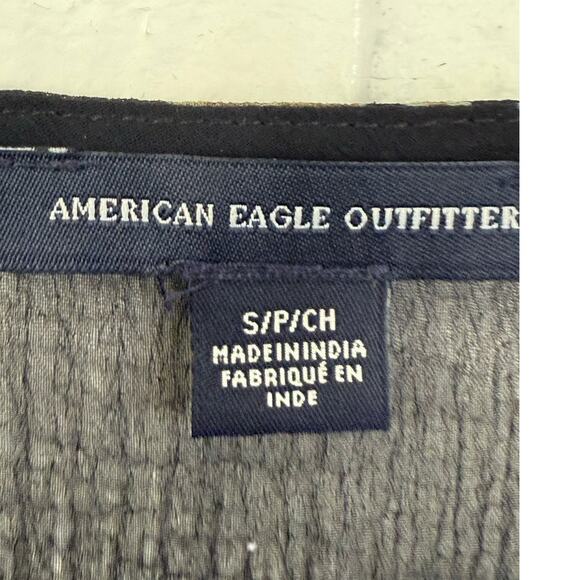 AMERICAN EAGLE OUTFITTER
S/P/CH
MADEININDIA
FABRIQUÉ EN
INDE